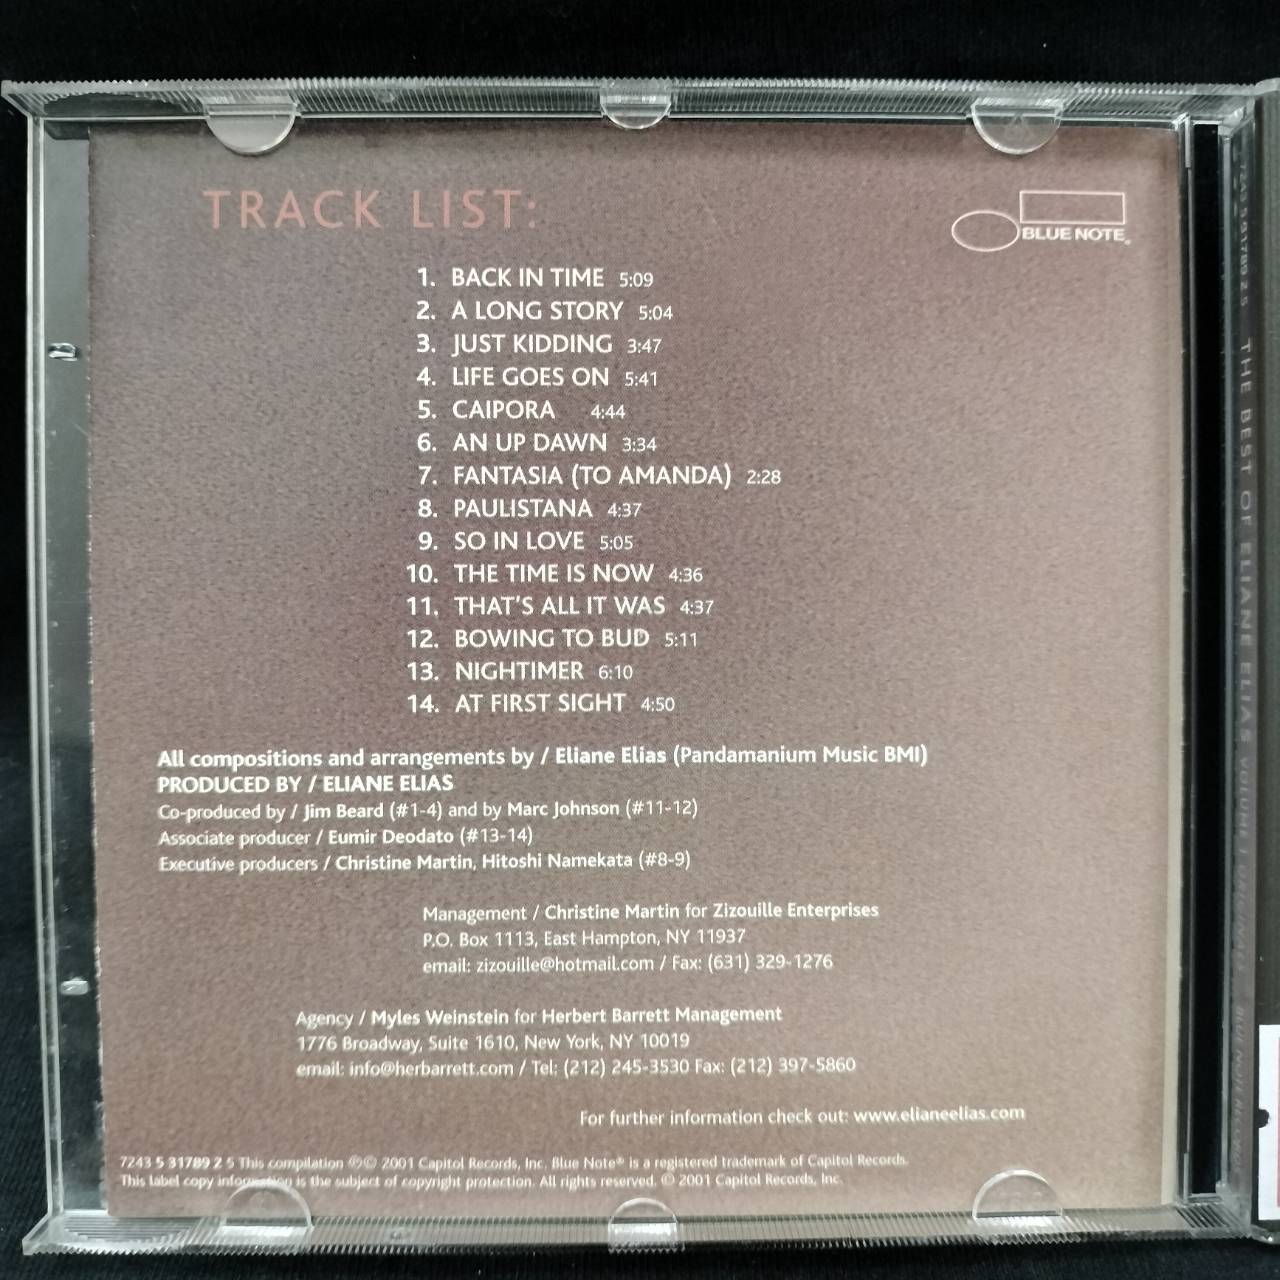 TRACK LIST:
BLUE NOTE
1. BACK IN TIME 5:09
2. A LONG STORY 5:04
3. JUST KIDDING 3:47
4. LIFE GOES ON 5:41
5. CAIPORA 4:44
6. AN UP DAWN 3:34
7. FANTASIA (TO AMANDA) 2:28
8. PAULISTANA 4:37
9. SO IN LOVE 5:05
10. THE TIME IS NOW 4:36
11. THAT'S ALL IT WAS 4:37
12. BOWING TO BUD 5:11
13. NIGHTIMER 6:10
14. AT FIRST SIGHT 4:50
All compositions and arrangements by / Eliane Elias (Pandamanium Music BMI)
PRODUCED BY / ELIANE ELIAS
Co-produced by / Jim Beard (#1-4) and by Marc Johnson (#11-12)
Associate producer / Eumir Deodato (#13-14)
Executive producers / Christine Martin, Hitoshi Namekata (#8-9)
Management / Christine Martin for Zizouille Enterprises
P.O. Box 1113, East Hampton, NY 11937
email: zizouille@hotmail.com / Fax: (631) 329-1276
Agency / Myles Weinstein for Herbert Barrett Management
1776 Broadway, Suite 1610, New York, NY 10019
email: info@herbarrett.com / Tel: (212) 245-3530 Fax: (212) 397-5860
For further information check out: www.elianeelias.com
7243 5 31789 2 5 This compilation ℗© 2001 Capitol Records, Inc. Blue Note® is a registered trademark of Capitol Records.
This label copy information is the subject of copyright protection. All rights reserved. © 2001 Capitol Records, Inc.
7243 5 31789 2 5 THE BEST OF ELIANE ELIAS VOLUME